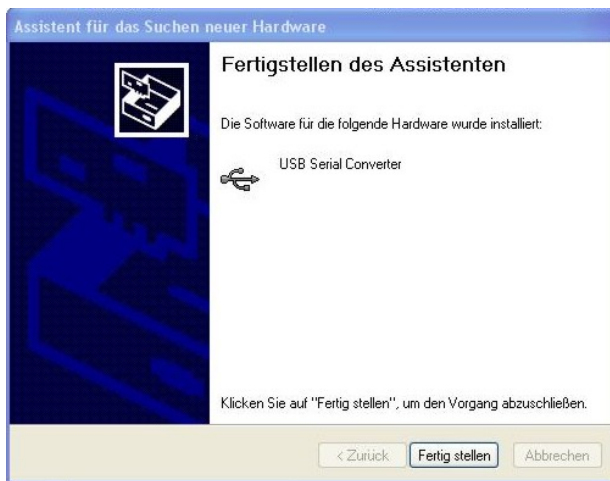 Assistent für das Suchen neuer Hardware
Fertigstellen des Assistenten
Die Software für die folgende Hardware wurde installiert:
USB Serial Converter
Klicken Sie auf "Fertig stellen", um den Vorgang abzuschließen.
< Zurück Fertig stellen Abbrechen